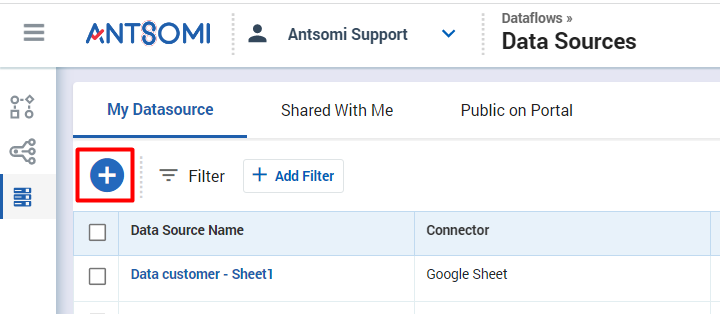 ANTSOMI
Antsomi Support
Dataflows »
Data Sources
My Datasource
Shared With Me
Public on Portal
Filter
Add Filter
Data Source Name
Connector
Data customer - Sheet1
Google Sheet